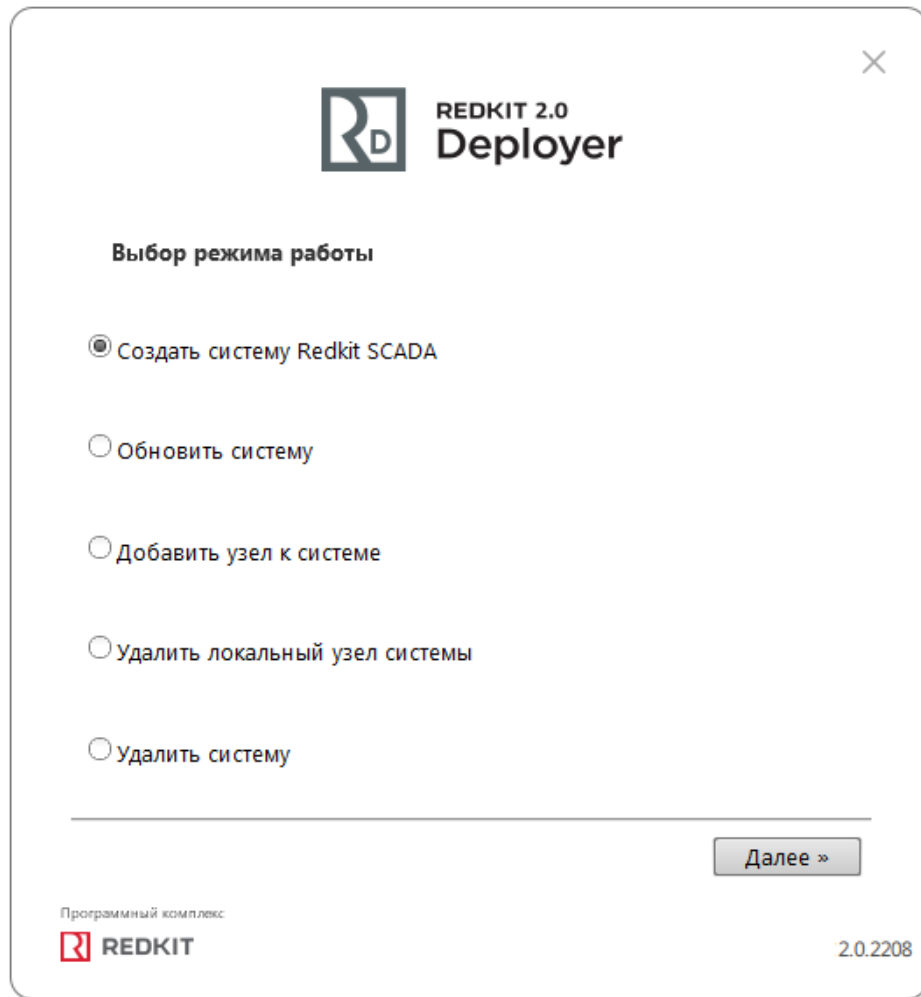 REDKIT 2.0
Deployer
Выбор режима работы
Создать систему Redkit SCADA
Обновить систему
Добавить узел к системе
Удалить локальный узел системы
Удалить систему
Далее »
Программный комплекс
REDKIT
2.0.2208